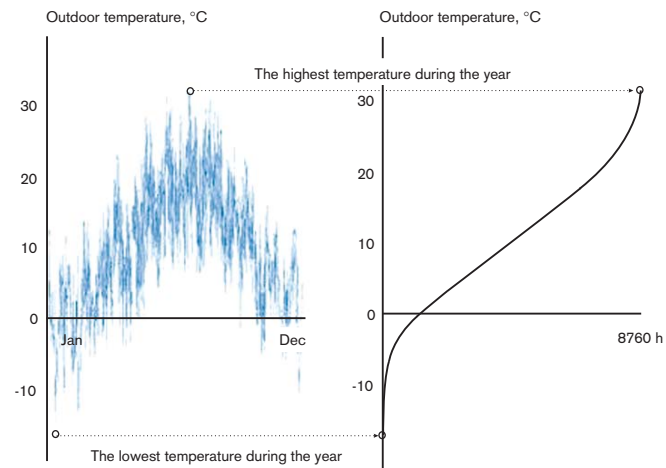 Outdoor temperature, °C
Outdoor temperature, °C
The highest temperature during the year
30
20
10
0
-10
Jan
Dec
30
20
10
0
-10
8760 h
The lowest temperature during the year